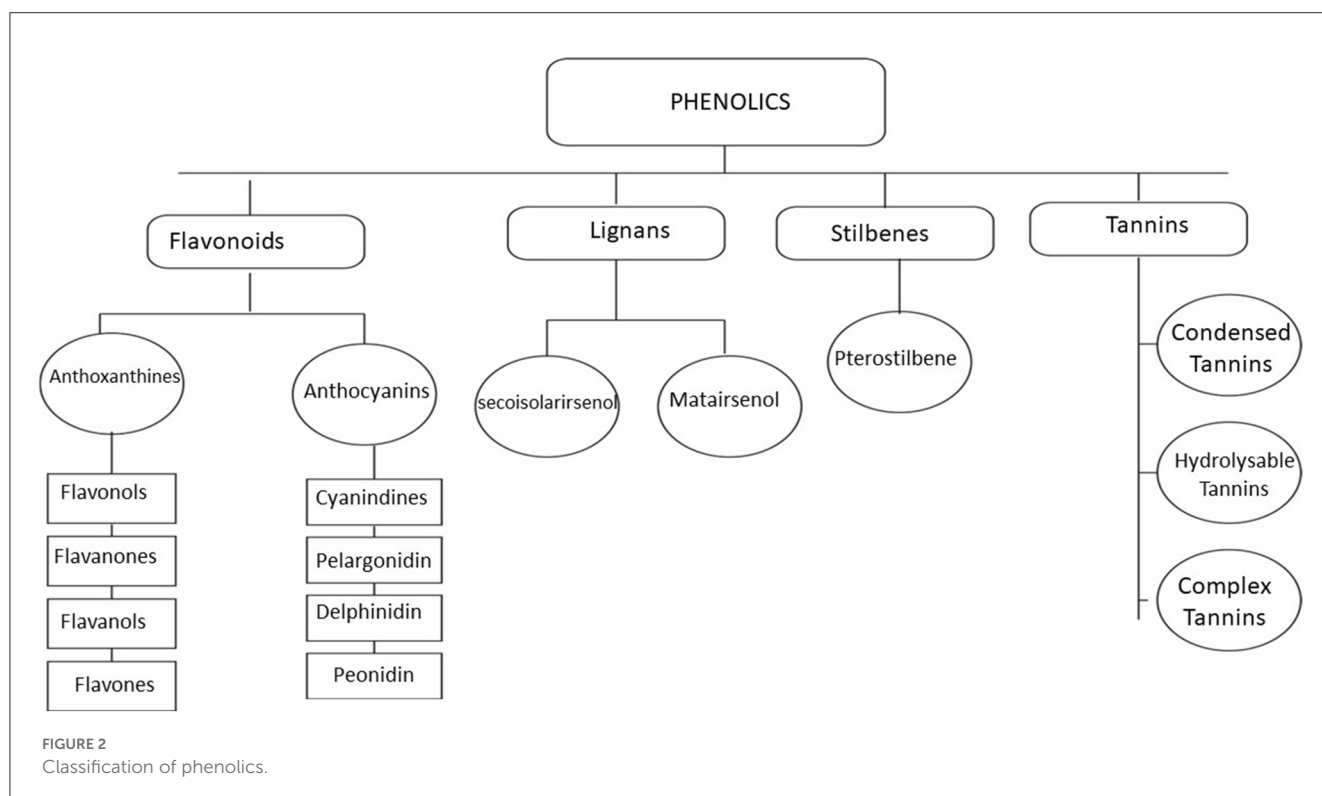 PHENOLICS
Flavonoids
Lignans
Stilbenes
Tannins
Anthoxanthines
Anthocyanins
secoisolarirsenol
Matairsenol
Pterostilbene
Condensed
Tannins
Hydrolysable
Tannins
Complex
Tannins
Flavonols
Flavanones
Flavanols
Flavones
Cyanindines
Pelargonidin
Delphinidin
Peonidin
FIGURE 2
Classification of phenolics.